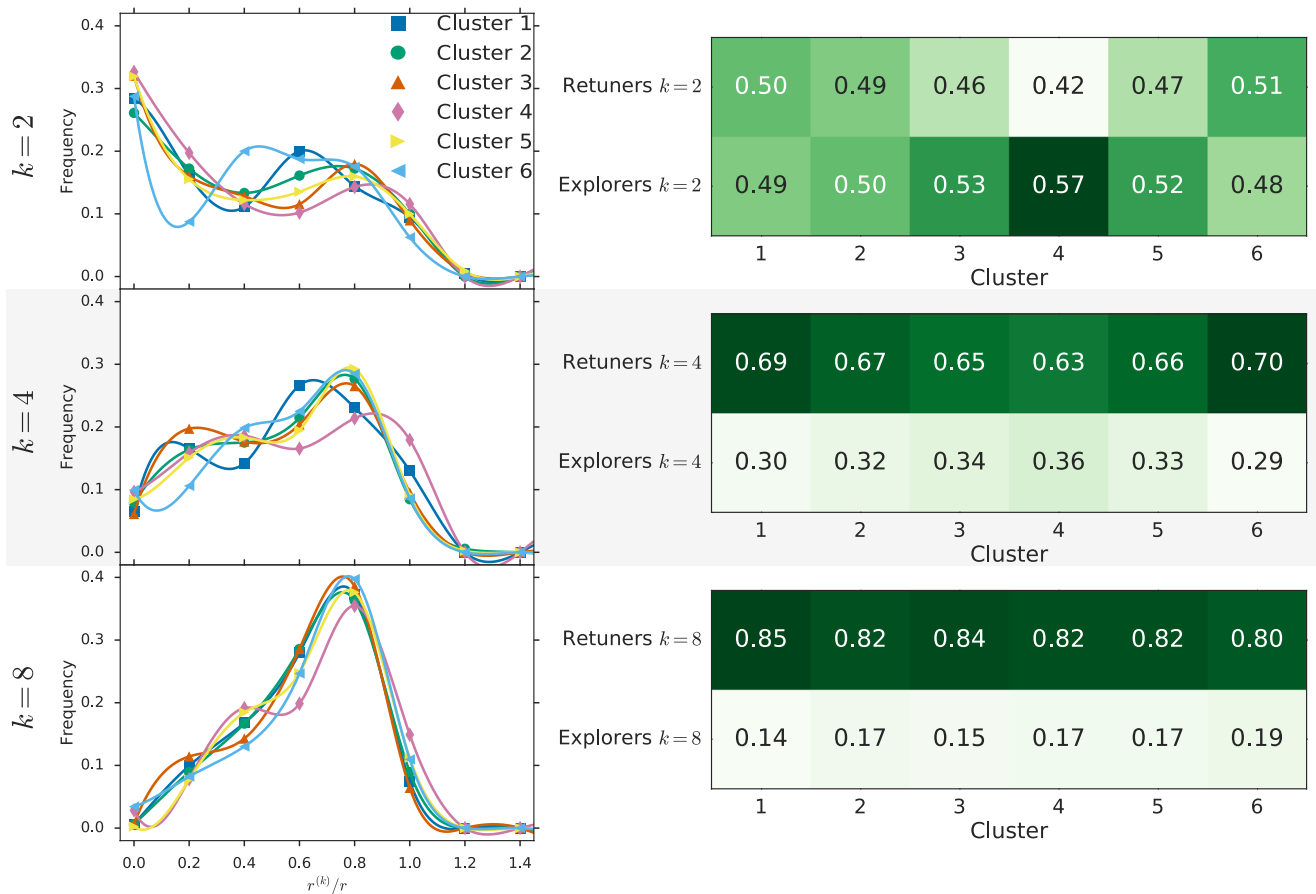 k = 2
Frequency
0.4
0.3
0.2
0.1
0.0
Cluster 1
Cluster 2
Cluster 3
Cluster 4
Cluster 5
Cluster 6
Retuners k = 2
0.50 0.49 0.46 0.42 0.47 0.51
Explorers k = 2
0.49 0.50 0.53 0.57 0.52 0.48
1 2 3 4 5 6
Cluster
k = 4
Frequency
0.4
0.3
0.2
0.1
0.0
Retuners k = 4
0.69 0.67 0.65 0.63 0.66 0.70
Explorers k = 4
0.30 0.32 0.34 0.36 0.33 0.29
1 2 3 4 5 6
Cluster
k = 8
Frequency
0.4
0.3
0.2
0.1
0.0
0.0 0.2 0.4 0.6 0.8 1.0 1.2 1.4
r^(k)/r
Retuners k = 8
0.85 0.82 0.84 0.82 0.82 0.80
Explorers k = 8
0.14 0.17 0.15 0.17 0.17 0.19
1 2 3 4 5 6
Cluster